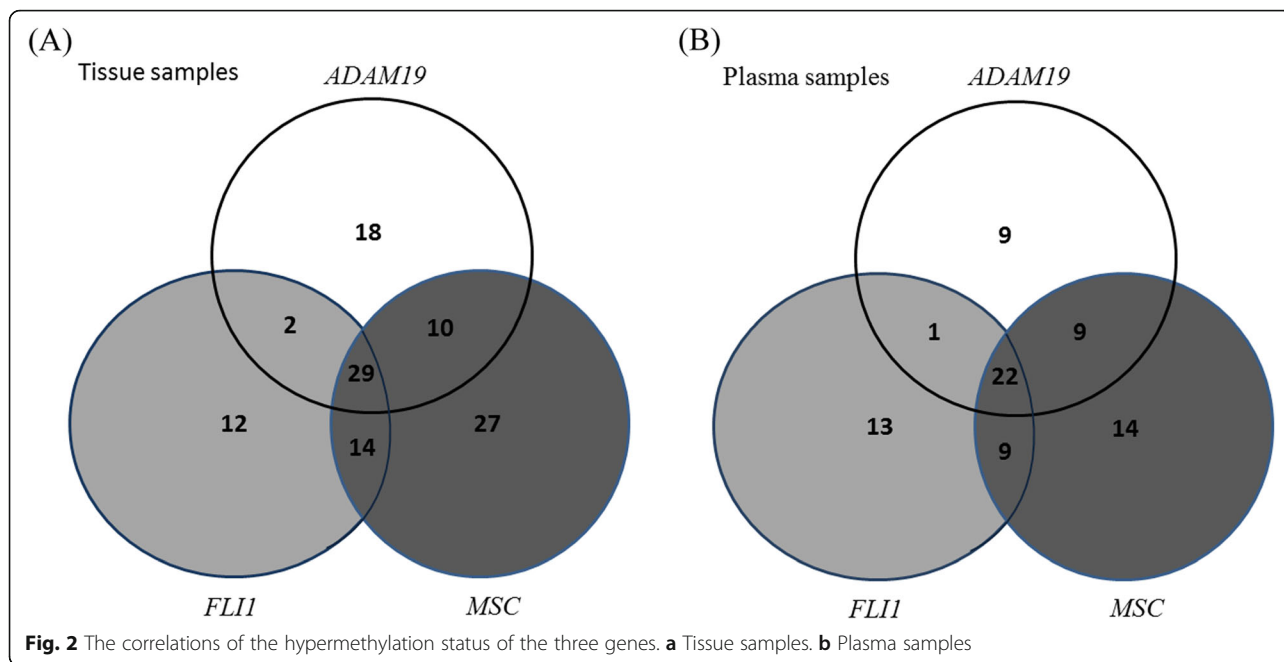 (A)
Tissue samples
ADAM19
18
2
10
29
12
27
14
FLI1
MSC
(B)
Plasma samples
ADAM19
9
1
9
22
13
14
9
FLI1
MSC
Fig. 2 The correlations of the hypermethylation status of the three genes. a Tissue samples. b Plasma samples